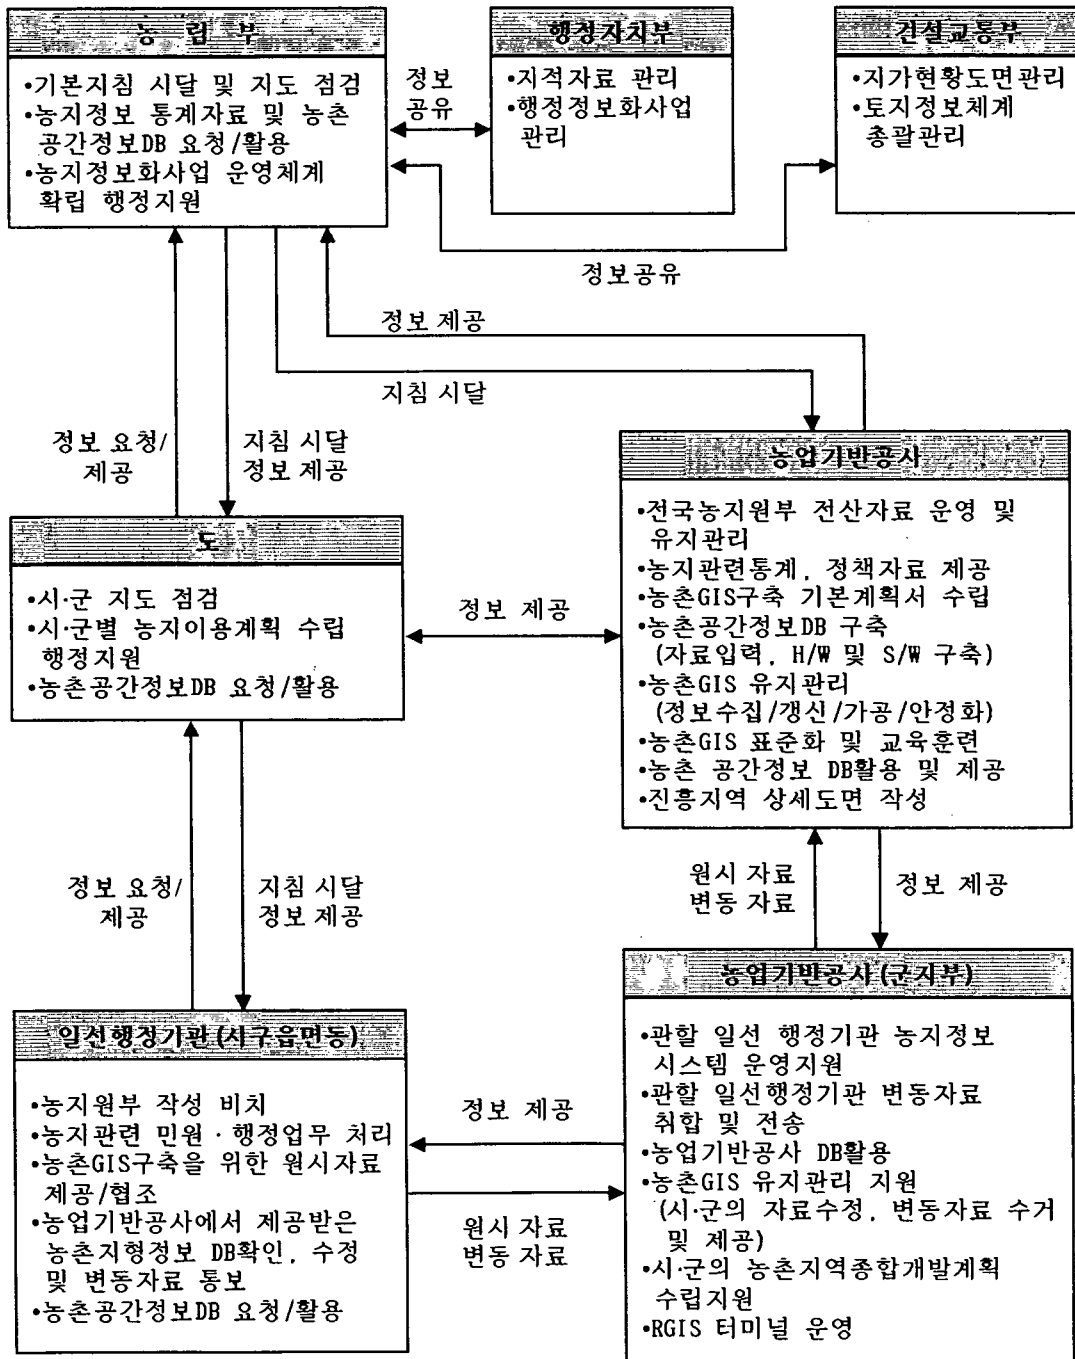 농 림 부
•기본지침 시달 및 지도 점검
•농지정보 통계자료 및 농촌
공간정보DB 요청/활용
•농지정보화사업 운영체계
확립 행정지원
정보
공유
행정자치부
•지적자료 관리
•행정정보화사업
관리
건설교통부
•지가현황도면관리
•토지정보체계
총괄관리
정보공유
정보 제공
지침 시달
정보 요청/
제공
지침 시달
정보 제공
도
•시·군 지도 점검
•시·군별 농지이용계획 수립
행정지원
•농촌공간정보DB 요청/활용
정보 제공
농업기반공사
•전국농지원부 전산자료 운영 및
유지관리
•농지관련통계, 정책자료 제공
•농촌GIS구축 기본계획서 수립
•농촌공간정보DB 구축
(자료입력, H/W 및 S/W 구축)
•농촌GIS 유지관리
(정보수집/갱신/가공/안정화)
•농촌GIS 표준화 및 교육훈련
•농촌 공간정보 DB활용 및 제공
•진흥지역 상세도면 작성
정보 요청/
제공
지침 시달
정보 제공
원시 자료
변동 자료
정보 제공
일선행정기관(시구읍면동)
•농지원부 작성 비치
•농지관련 민원·행정업무 처리
•농촌GIS구축을 위한 원시자료
제공/협조
•농업기반공사에서 제공받은
농촌지형정보 DB확인, 수정
및 변동자료 통보
•농촌공간정보DB 요청/활용
정보 제공
원시 자료
변동 자료
농업기반공사(군지부)
•관할 일선 행정기관 농지정보
시스템 운영지원
•관할 일선행정기관 변동자료
취합 및 전송
•농업기반공사 DB활용
•농촌GIS 유지관리 지원
(시·군의 자료수정, 변동자료 수거
및 제공)
•시·군의 농촌지역종합개발계획
수립지원
•RGIS 터미널 운영